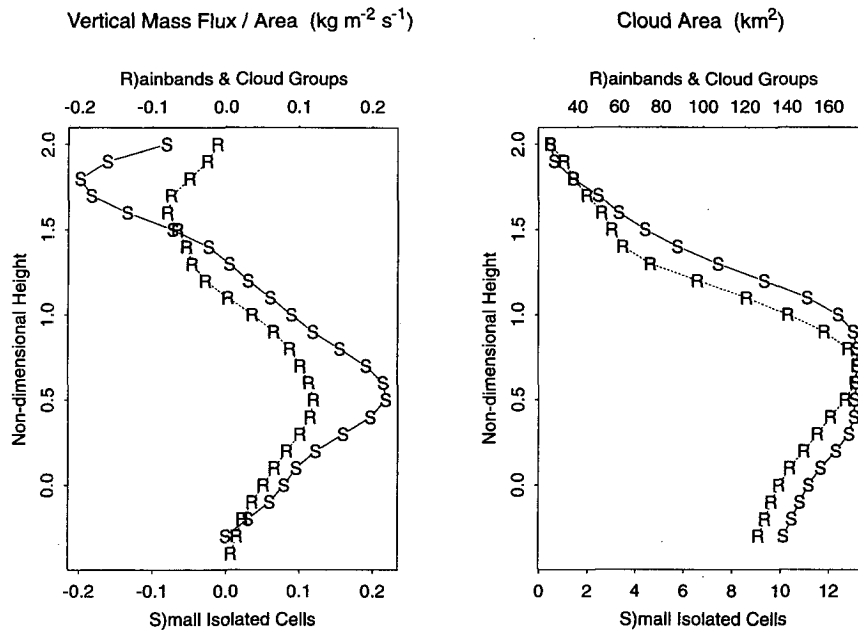 Vertical Mass Flux / Area (kg m-2 s-1)
R)ainbands & Cloud Groups
-0.2 -0.1 0.0 0.1 0.2
Non-dimensional Height
2.0
1.5
1.0
0.5
0.0
-0.2 -0.1 0.0 0.1 0.2
S)mall Isolated Cells
Cloud Area (km2)
R)ainbands & Cloud Groups
40 60 80 100 120 140 160
Non-dimensional Height
2.0
1.5
1.0
0.5
0.0
0 2 4 6 8 10 12
S)mall Isolated Cells